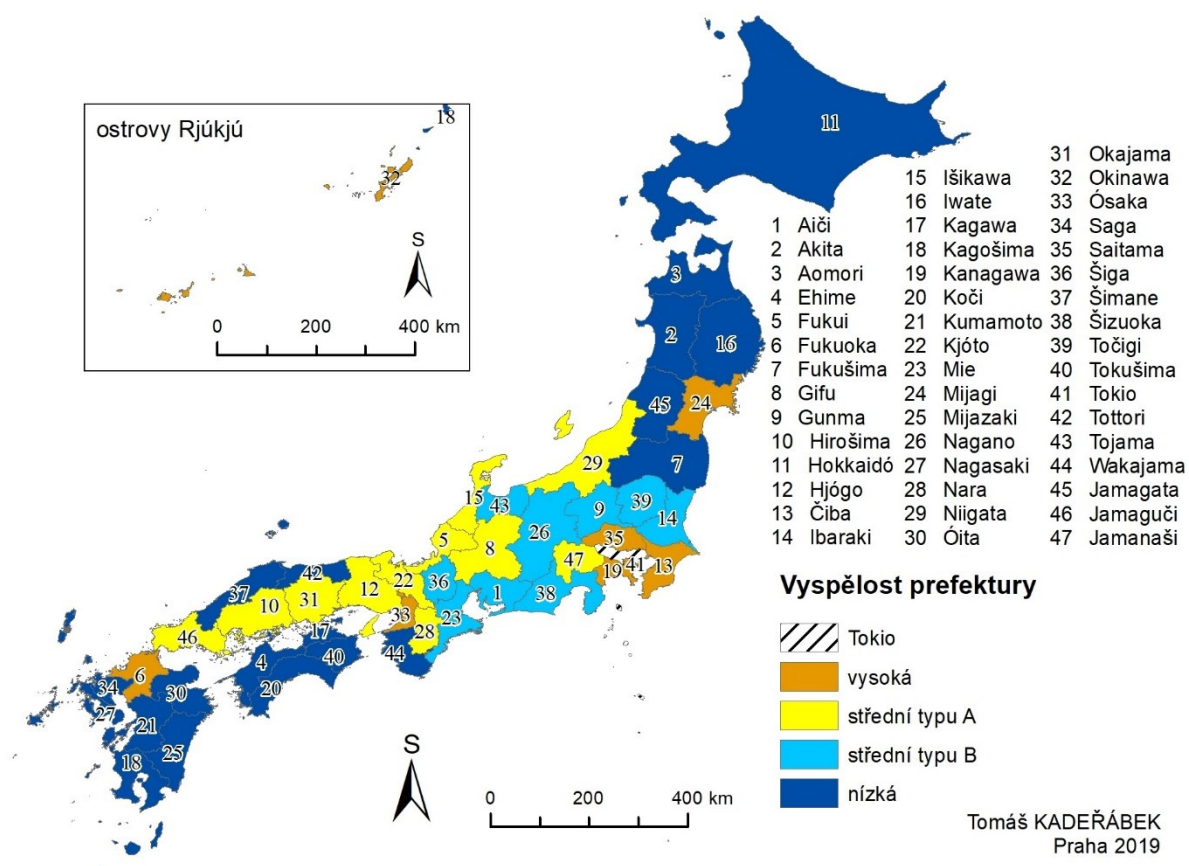 ostrovy Rjúkjú
18
32
S
0 200 400 km
11
3
2
16
45
24
29
7
15
43
26
9
39
14
5
8
47
35
41
19
13
42
37
10
31
12
22
36
1
38
46
33
28
23
17
44
4
40
20
6
34
30
27
21
18
25
S
0 200 400 km
1 Aiči
2 Akita
3 Aomori
4 Ehime
5 Fukui
6 Fukuoka
7 Fukušima
8 Gifu
9 Gunma
10 Hirošima
11 Hokkaidó
12 Hjógo
13 Čiba
14 Ibaraki
15 Išikawa
16 Iwate
17 Kagawa
18 Kagošima
19 Kanagawa
20 Koči
21 Kumamoto
22 Kjóto
23 Mie
24 Mijagi
25 Mijazaki
26 Nagano
27 Nagasaki
28 Nara
29 Niigata
30 Óita
31 Okajama
32 Okinawa
33 Ósaka
34 Saga
35 Saitama
36 Šiga
37 Šimane
38 Šizuoka
39 Točigi
40 Tokušima
41 Tokio
42 Tottori
43 Tojama
44 Wakajama
45 Jamagata
46 Jamaguči
47 Jamanaši
Vyspělost prefektury
Tokio
vysoká
střední typu A
střední typu B
nízká
Tomáš KADEŘÁBEK
Praha 2019